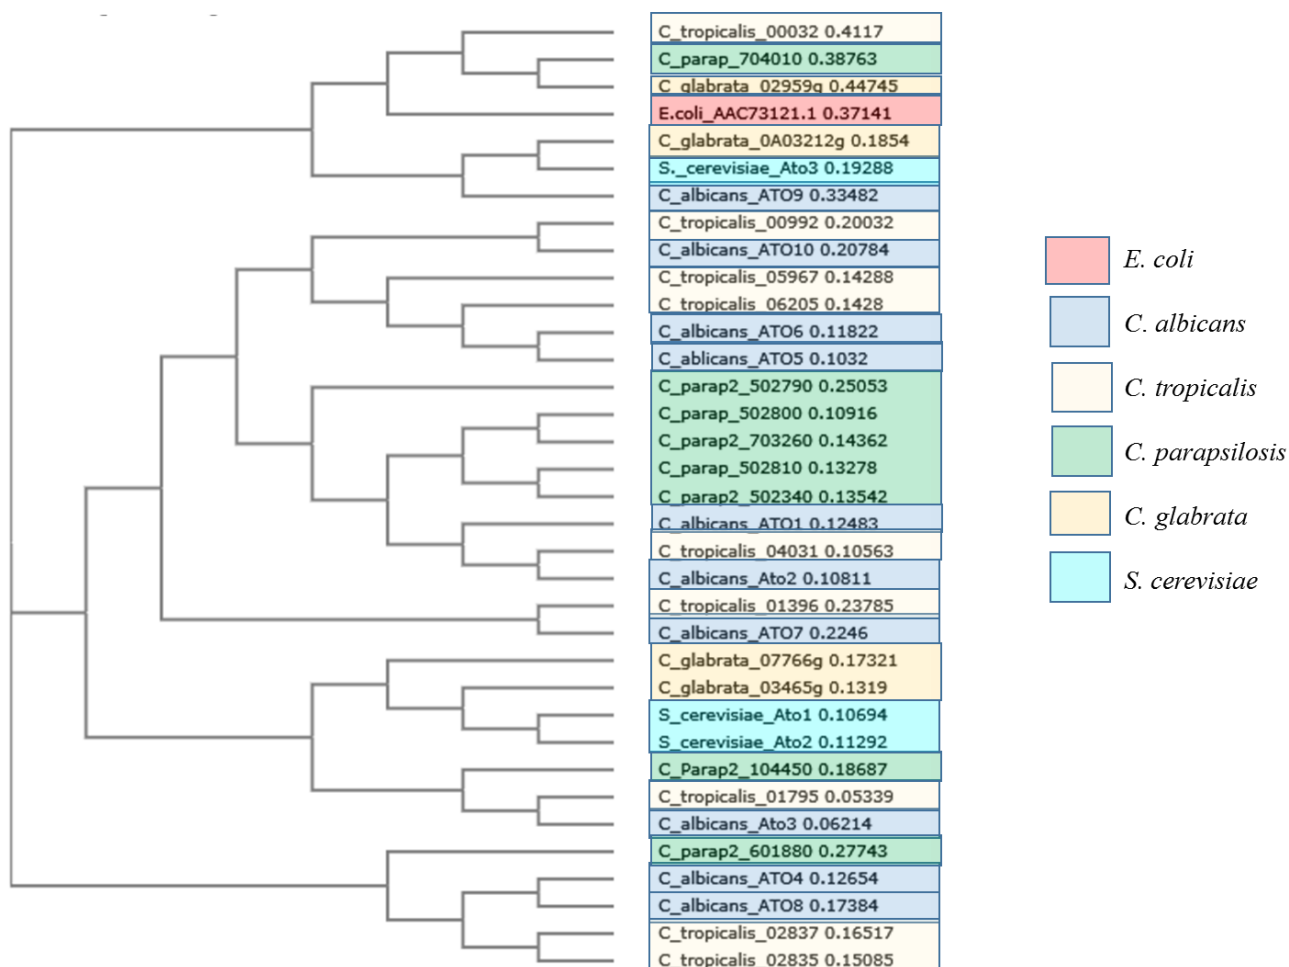 C_tropicalis_00032 0.4117
C_parap_704010 0.38763
C_glabrata_02959g 0.44745
E.coli_AAC73121.1 0.37141
C_glabrata_0A03212g 0.1854
S._cerevisiae_Ato3 0.19288
C_albicans_ATO9 0.33482
C_tropicalis_00992 0.20032
C_albicans_ATO10 0.20784
C_tropicalis_05967 0.14288
C_tropicalis_06205 0.1428
C_albicans_ATO6 0.11822
C_ablicans_ATO5 0.1032
C_parap2_502790 0.25053
C_parap_502800 0.10916
C_parap2_703260 0.14362
C_parap_502810 0.13278
C_parap2_502340 0.13542
C_albicans_ATO1 0.12483
C_tropicalis_04031 0.10563
C_albicans_Ato2 0.10811
C_tropicalis_01396 0.23785
C_albicans_ATO7 0.2246
C_glabrata_07766g 0.17321
C_glabrata_03465g 0.1319
S_cerevisiae_Ato1 0.10694
S_cerevisiae_Ato2 0.11292
C_Parap2_104450 0.18687
C_tropicalis_01795 0.05339
C_albicans_Ato3 0.06214
C_parap2_601880 0.27743
C_albicans_ATO4 0.12654
C_albicans_ATO8 0.17384
C_tropicalis_02837 0.16517
C_tropicalis_02835 0.15085
E. coli
C. albicans
C. tropicalis
C. parapsilosis
C. glabrata
S. cerevisiae